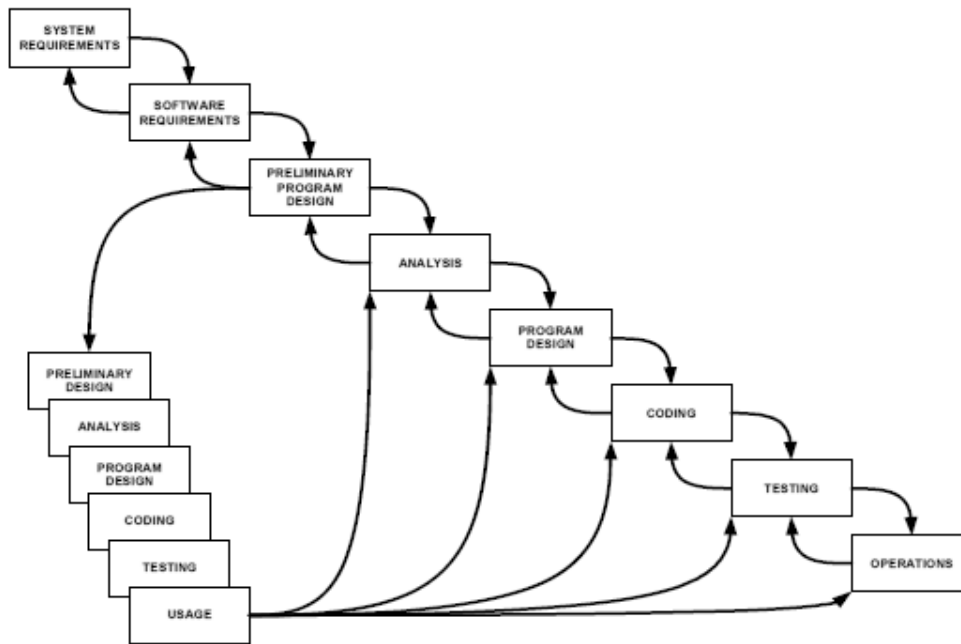 SYSTEM
REQUIREMENTS
SOFTWARE
REQUIREMENTS
PRELIMINARY
PROGRAM
DESIGN
ANALYSIS
PROGRAM
DESIGN
CODING
TESTING
OPERATIONS
PRELIMINARY
DESIGN
ANALYSIS
PROGRAM
DESIGN
CODING
TESTING
USAGE